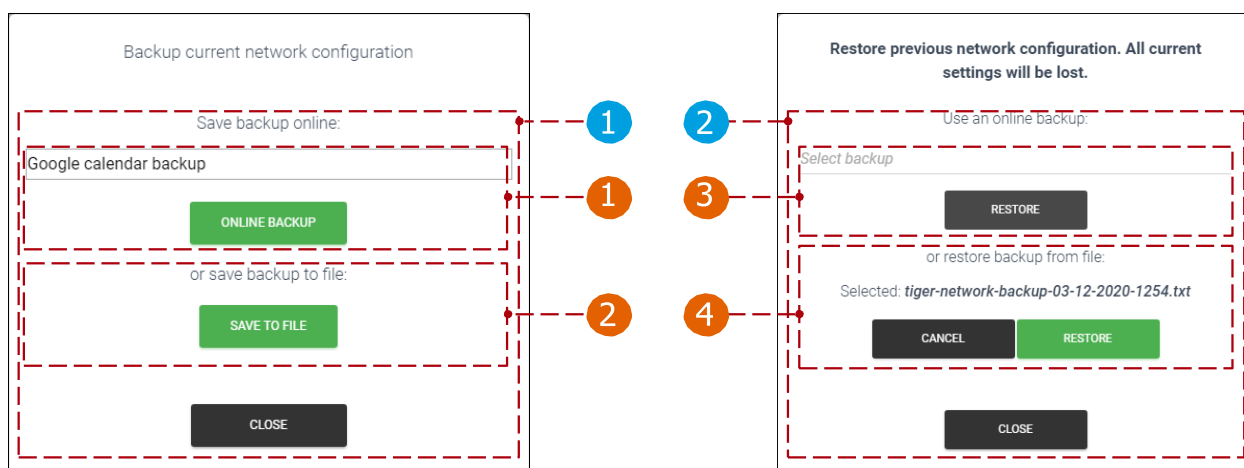 Backup current network configuration
Save backup online:
Google calendar backup
ONLINE BACKUP
or save backup to file:
SAVE TO FILE
CLOSE
1
1
2
2
3
4
Restore previous network configuration. All current
settings will be lost.
Use an online backup:
Select backup
RESTORE
or restore backup from file:
Selected: tiger-network-backup-03-12-2020-1254.txt
CANCEL RESTORE
CLOSE